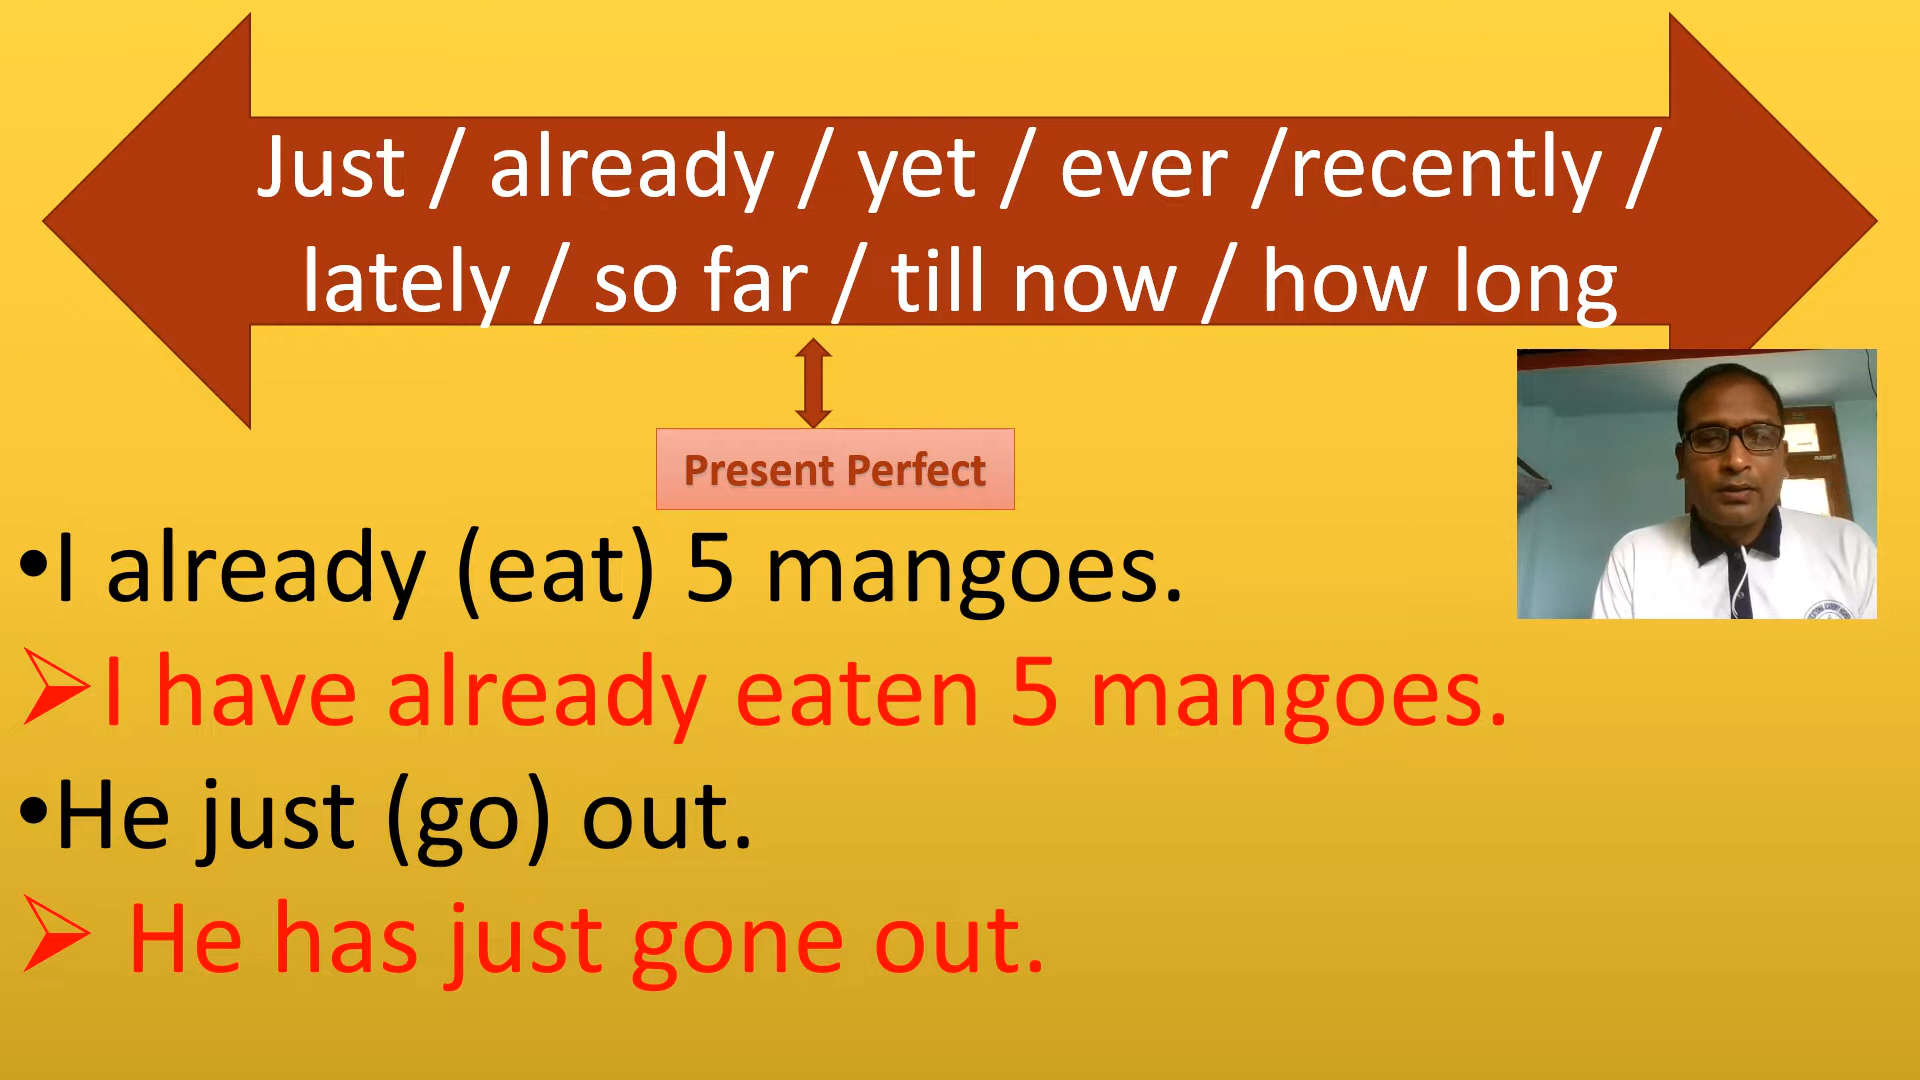 Just / already / yet / ever /recently /
lately / so far / till now / how long
Present Perfect
•I already (eat) 5 mangoes.
➢I have already eaten 5 mangoes.
•He just (go) out.
➢ He has just gone out.